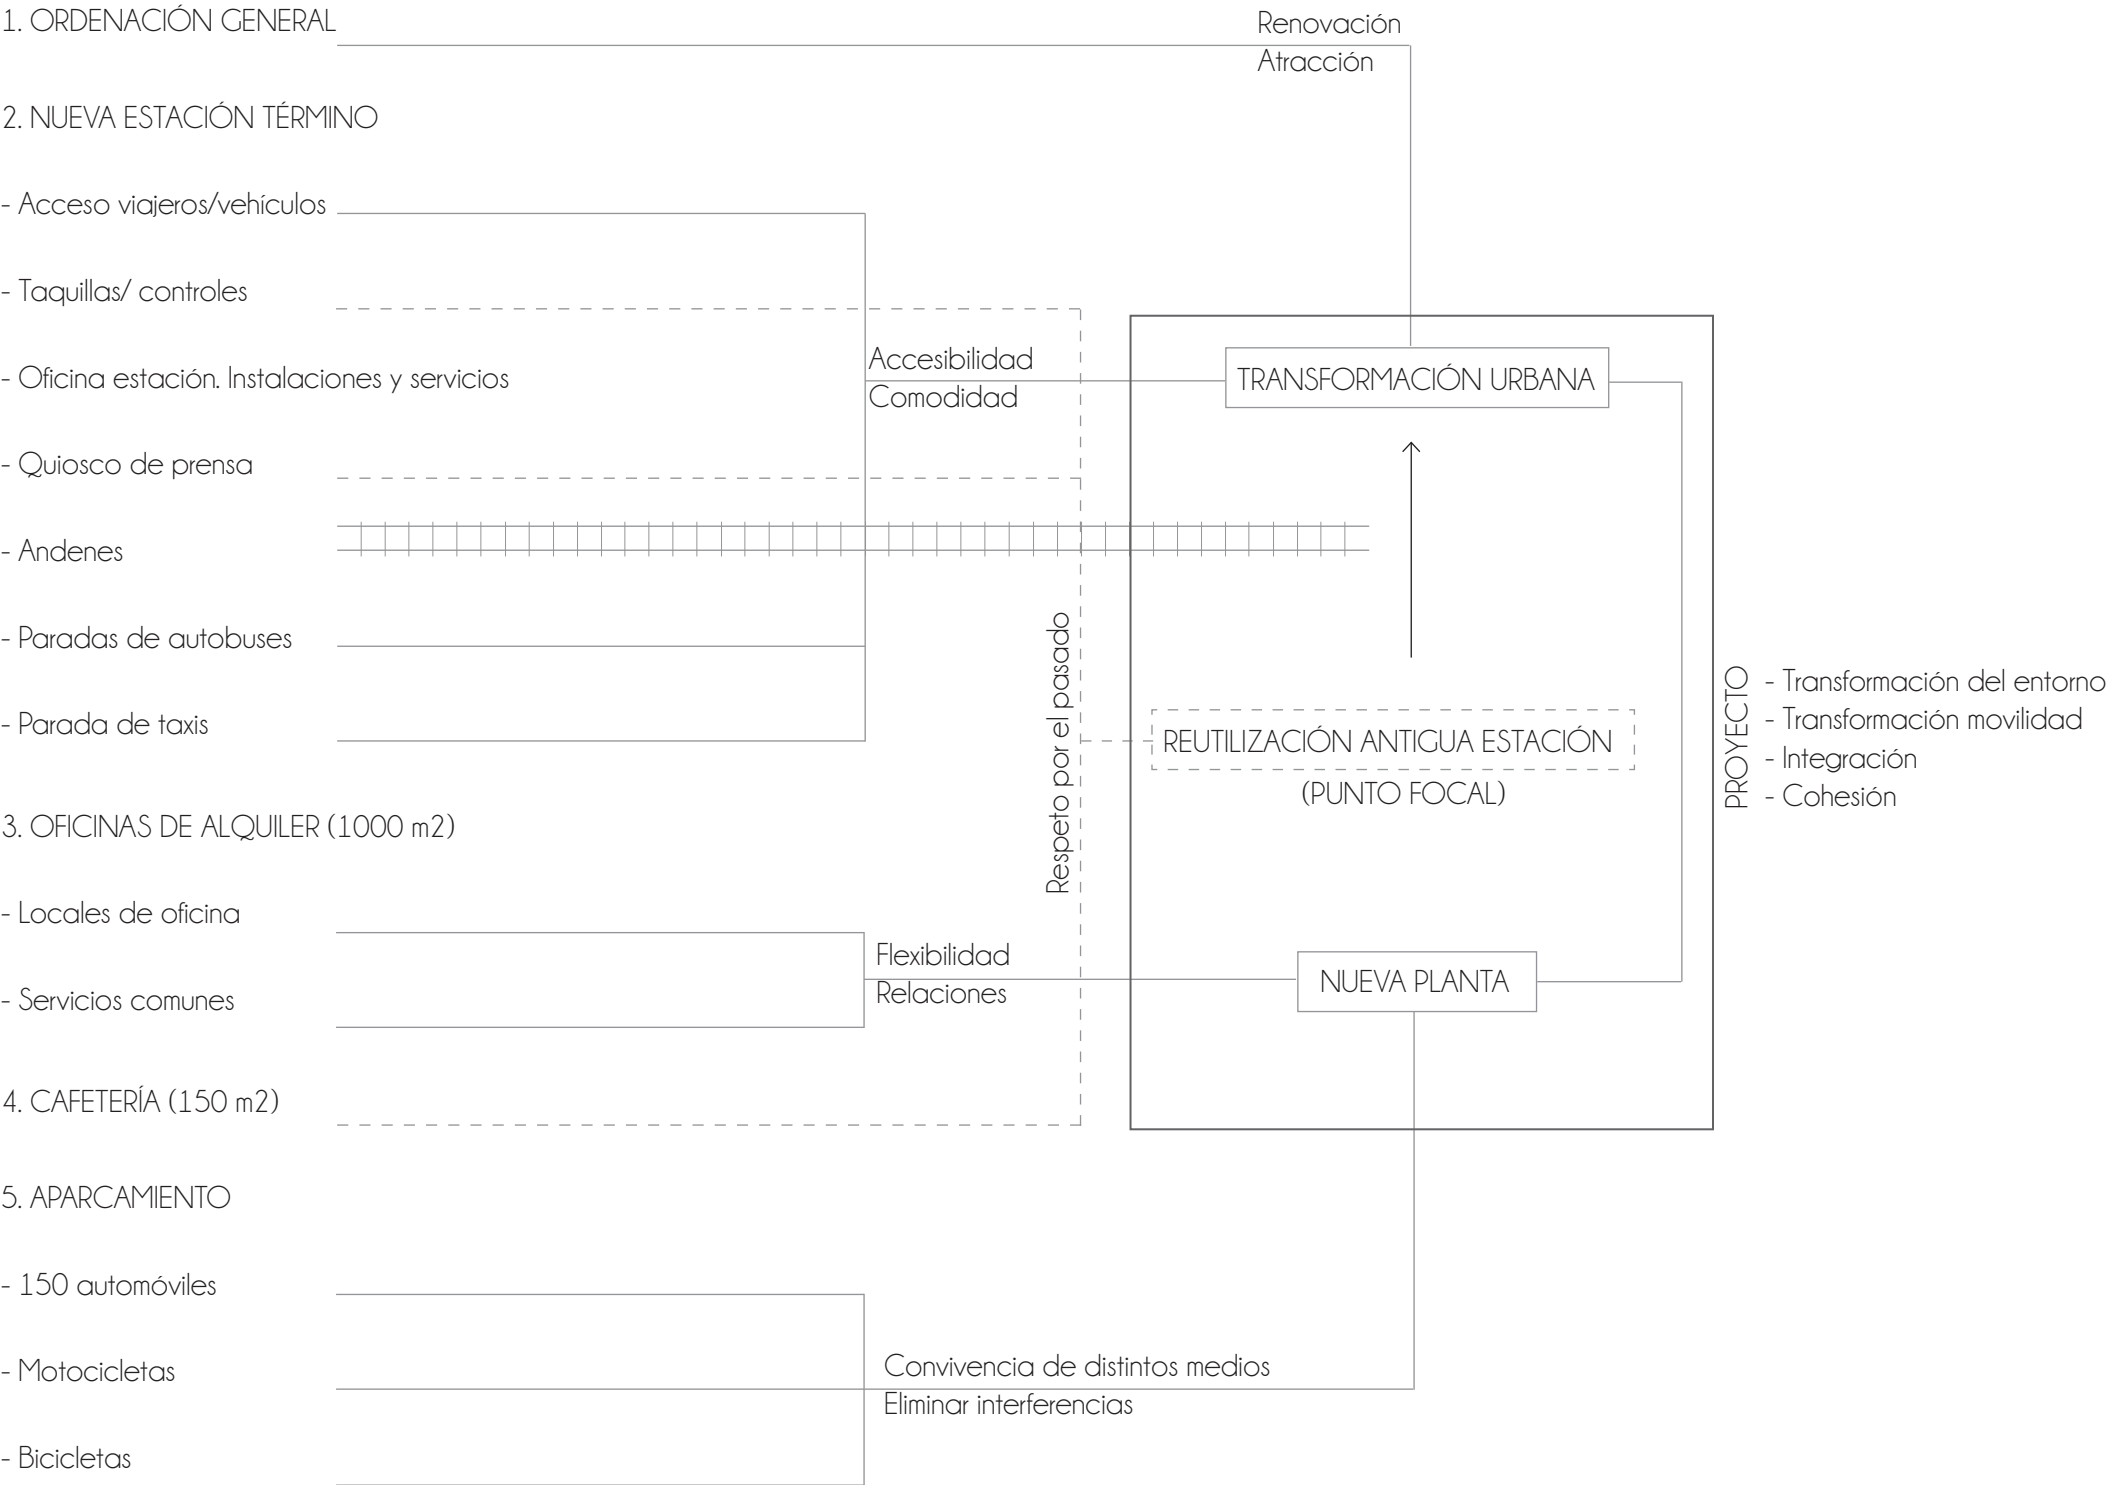 1. ORDENACIÓN GENERAL
Renovación
Atracción
2. NUEVA ESTACIÓN TÉRMINO
- Acceso viajeros/vehículos
- Taquillas/ controles
- Oficina estación. Instalaciones y servicios
- Quiosco de prensa
- Andenes
- Paradas de autobuses
- Parada de taxis
Accesibilidad
Comodidad
TRANSFORMACIÓN URBANA
Respeto por el pasado
REUTILIZACIÓN ANTIGUA ESTACIÓN
(PUNTO FOCAL)
PROYECTO
- Transformación del entorno
- Transformación movilidad
- Integración
- Cohesión
3. OFICINAS DE ALQUILER (1000 m2)
- Locales de oficina
- Servicios comunes
Flexibilidad
Relaciones
NUEVA PLANTA
4. CAFETERÍA (150 m2)
5. APARCAMIENTO
- 150 automóviles
- Motocicletas
- Bicicletas
Convivencia de distintos medios
Eliminar interferencias